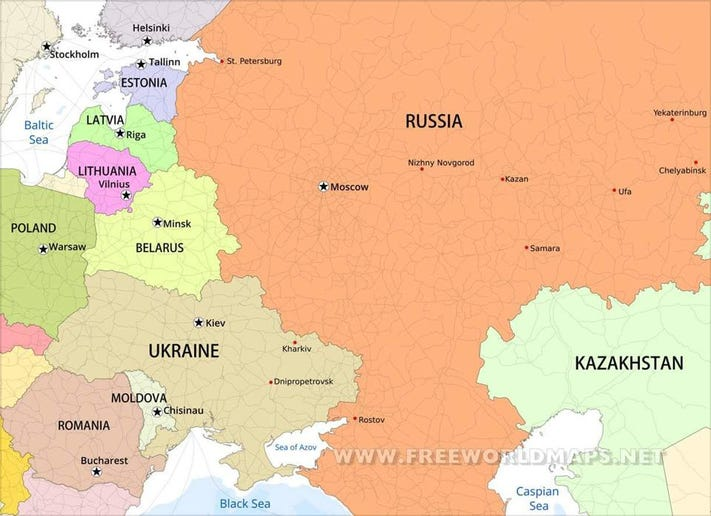 Helsinki
Stockholm
Tallinn
St. Petersburg
ESTONIA
Yekaterinburg
LATVIA
RUSSIA
Baltic
Sea
Riga
Nizhny Novgorod
LITHUANIA
Chelyabinsk
Kazan
Vilnius
Moscow
Ufa
Minsk
POLAND
Warsaw
BELARUS
Samara
Kiev
UKRAINE
Kharkiv
KAZAKHSTAN
Dnipropetrovsk
MOLDOVA
Chisinau
Rostov
ROMANIA
Sea of Azov
WWW.FREEWORLDMAPS.NET
Bucharest
Caspian
Sea
Black Sea